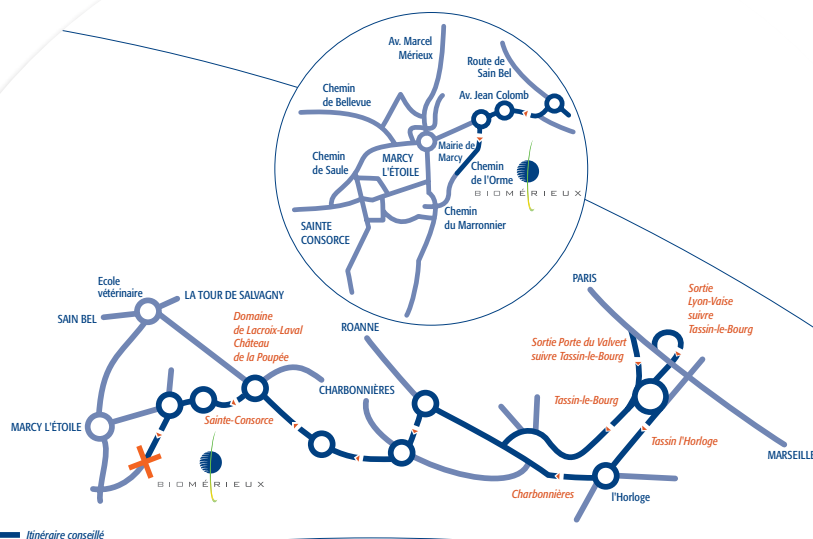 Av. Marcel
Mérieux
Route de
Sain Bel
Chemin
de Bellevue
Av. Jean Colomb
Mairie de
Marcy
Chemin
de Saule
MARCY
L'ÉTOILE
Chemin
de l'Orme
BIOMÉRIEUX
Chemin
du Marronnier
SAINTE
CONSORCE
Ecole
vétérinaire
LA TOUR DE SALVAGNY
SAIN BEL
Domaine
de Lacroix-Laval
Château
de la Poupée
ROANNE
PARIS
Sortie
Lyon-Vaise
suivre
Tassin-le-Bourg
Sortie Porte du Valvert
suivre Tassin-le-Bourg
CHARBONNIÈRES
Tassin-le-Bourg
Sainte-Consorce
MARCY L'ÉTOILE
Tassin l'Horloge
MARSEILLE
BIOMÉRIEUX
Charbonnières
l'Horloge
Itinéraire conseillé